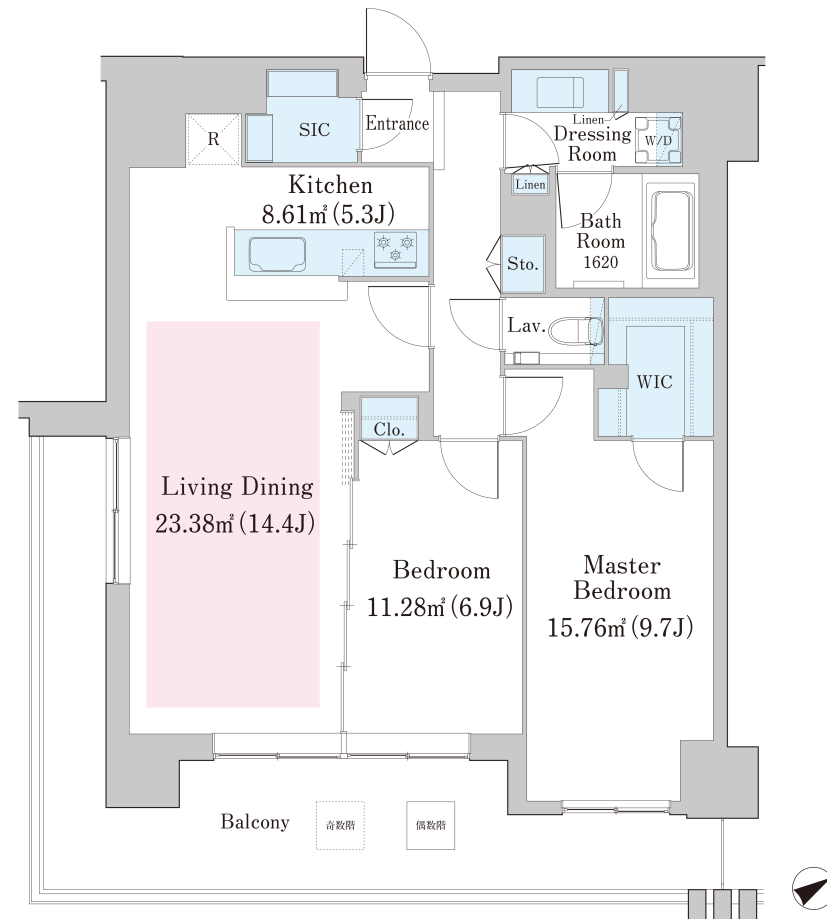 R
SIC
Entrance
Linen
Dressing
Room
W/D
Kitchen
8.61㎡(5.3J)
Linen
Bath
Room
1620
Sto.
Lav.
WIC
Clo.
Living Dining
23.38㎡(14.4J)
Bedroom
11.28㎡(6.9J)
Master
Bedroom
15.76㎡(9.7J)
Balcony
奇数階
偶数階